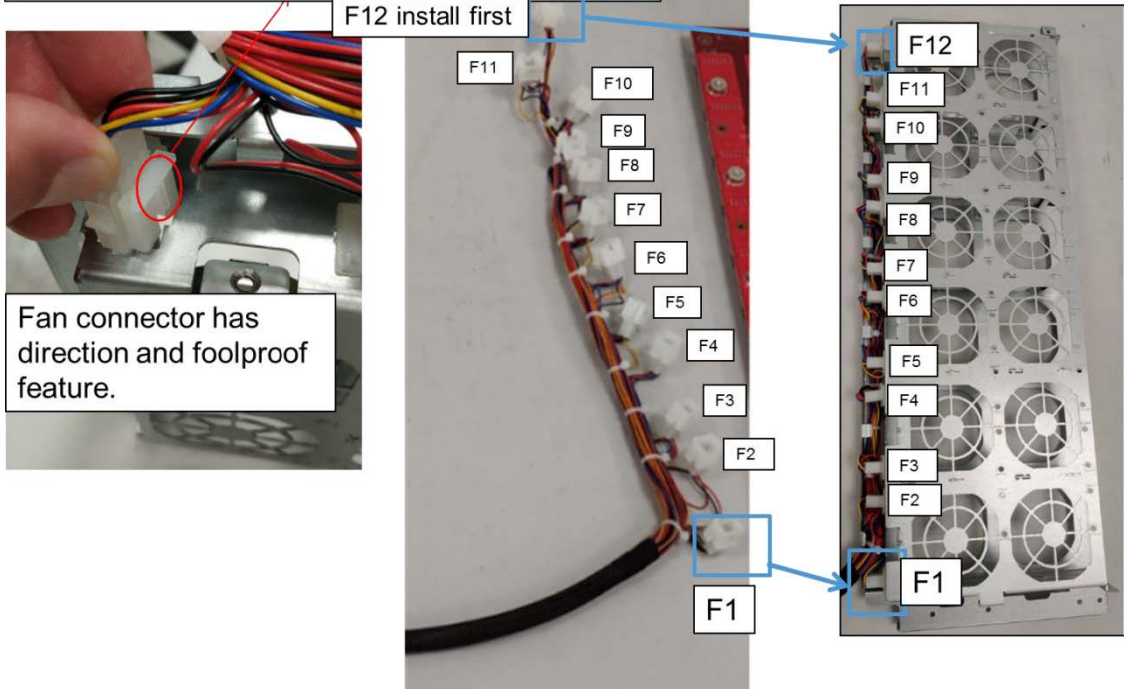 F12 install first
Fan connector has
direction and foolproof
feature.
F11
F10
F9
F8
F7
F6
F5
F4
F3
F2
F1
F12
F11
F10
F9
F8
F7
F6
F5
F4
F3
F2
F1